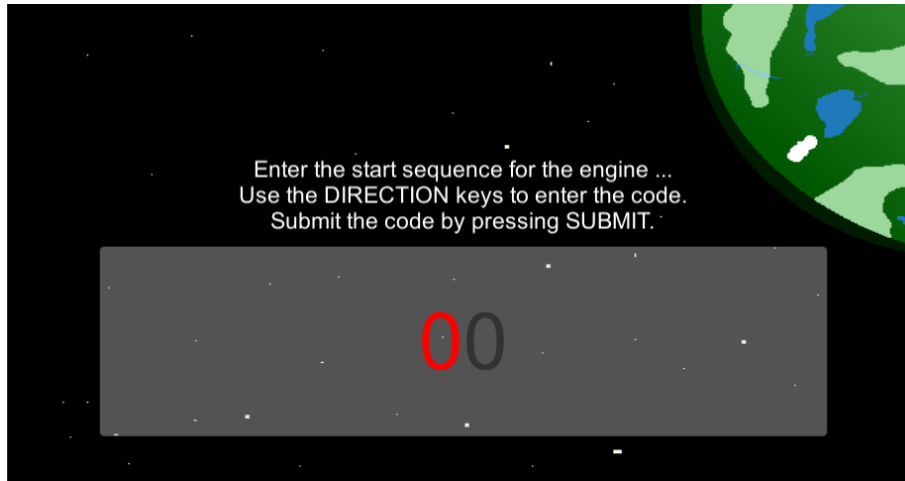 Enter the start sequence for the engine ...
Use the DIRECTION keys to enter the code.
Submit the code by pressing SUBMIT.
00